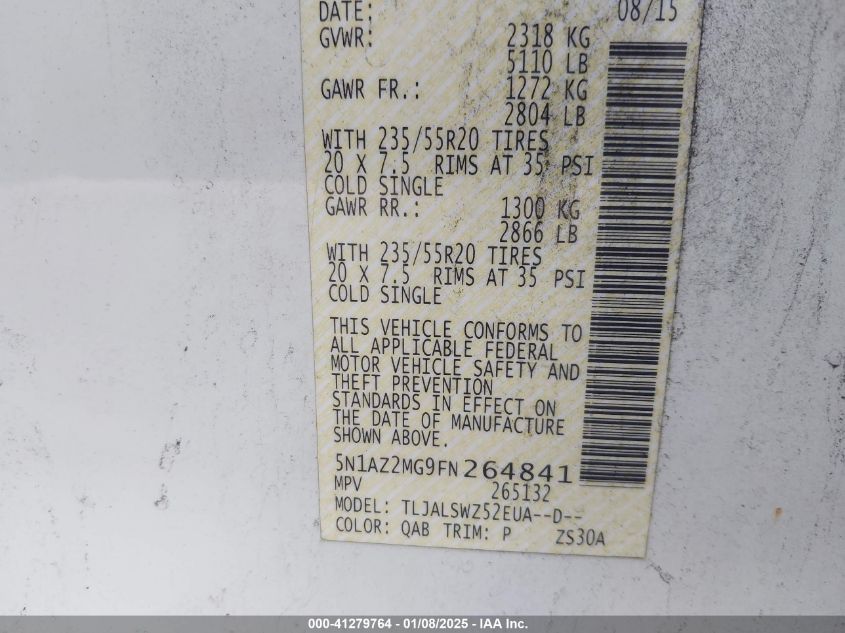 DATE: 08/15
GVWR: 2318 KG
5110 LB
GAWR FR.: 1272 KG
2804 LB
WITH 235/55R20 TIRES
20 X 7.5 RIMS AT 35 PSI
COLD SINGLE
GAWR RR.: 1300 KG
2866 LB
WITH 235/55R20 TIRES
20 X 7.5 RIMS AT 35 PSI
COLD SINGLE
THIS VEHICLE CONFORMS TO
ALL APPLICABLE FEDERAL
MOTOR VEHICLE SAFETY AND
THEFT PREVENTION
STANDARDS IN EFFECT ON
THE DATE OF MANUFACTURE
SHOWN ABOVE.
5N1AZ2MG9FN264841
MPV 265132
MODEL: TLJALSWZ52EUA--D--
COLOR: QAB TRIM: P ZS30A
000-41279764 | 01/08/2025 - IAA Inc.